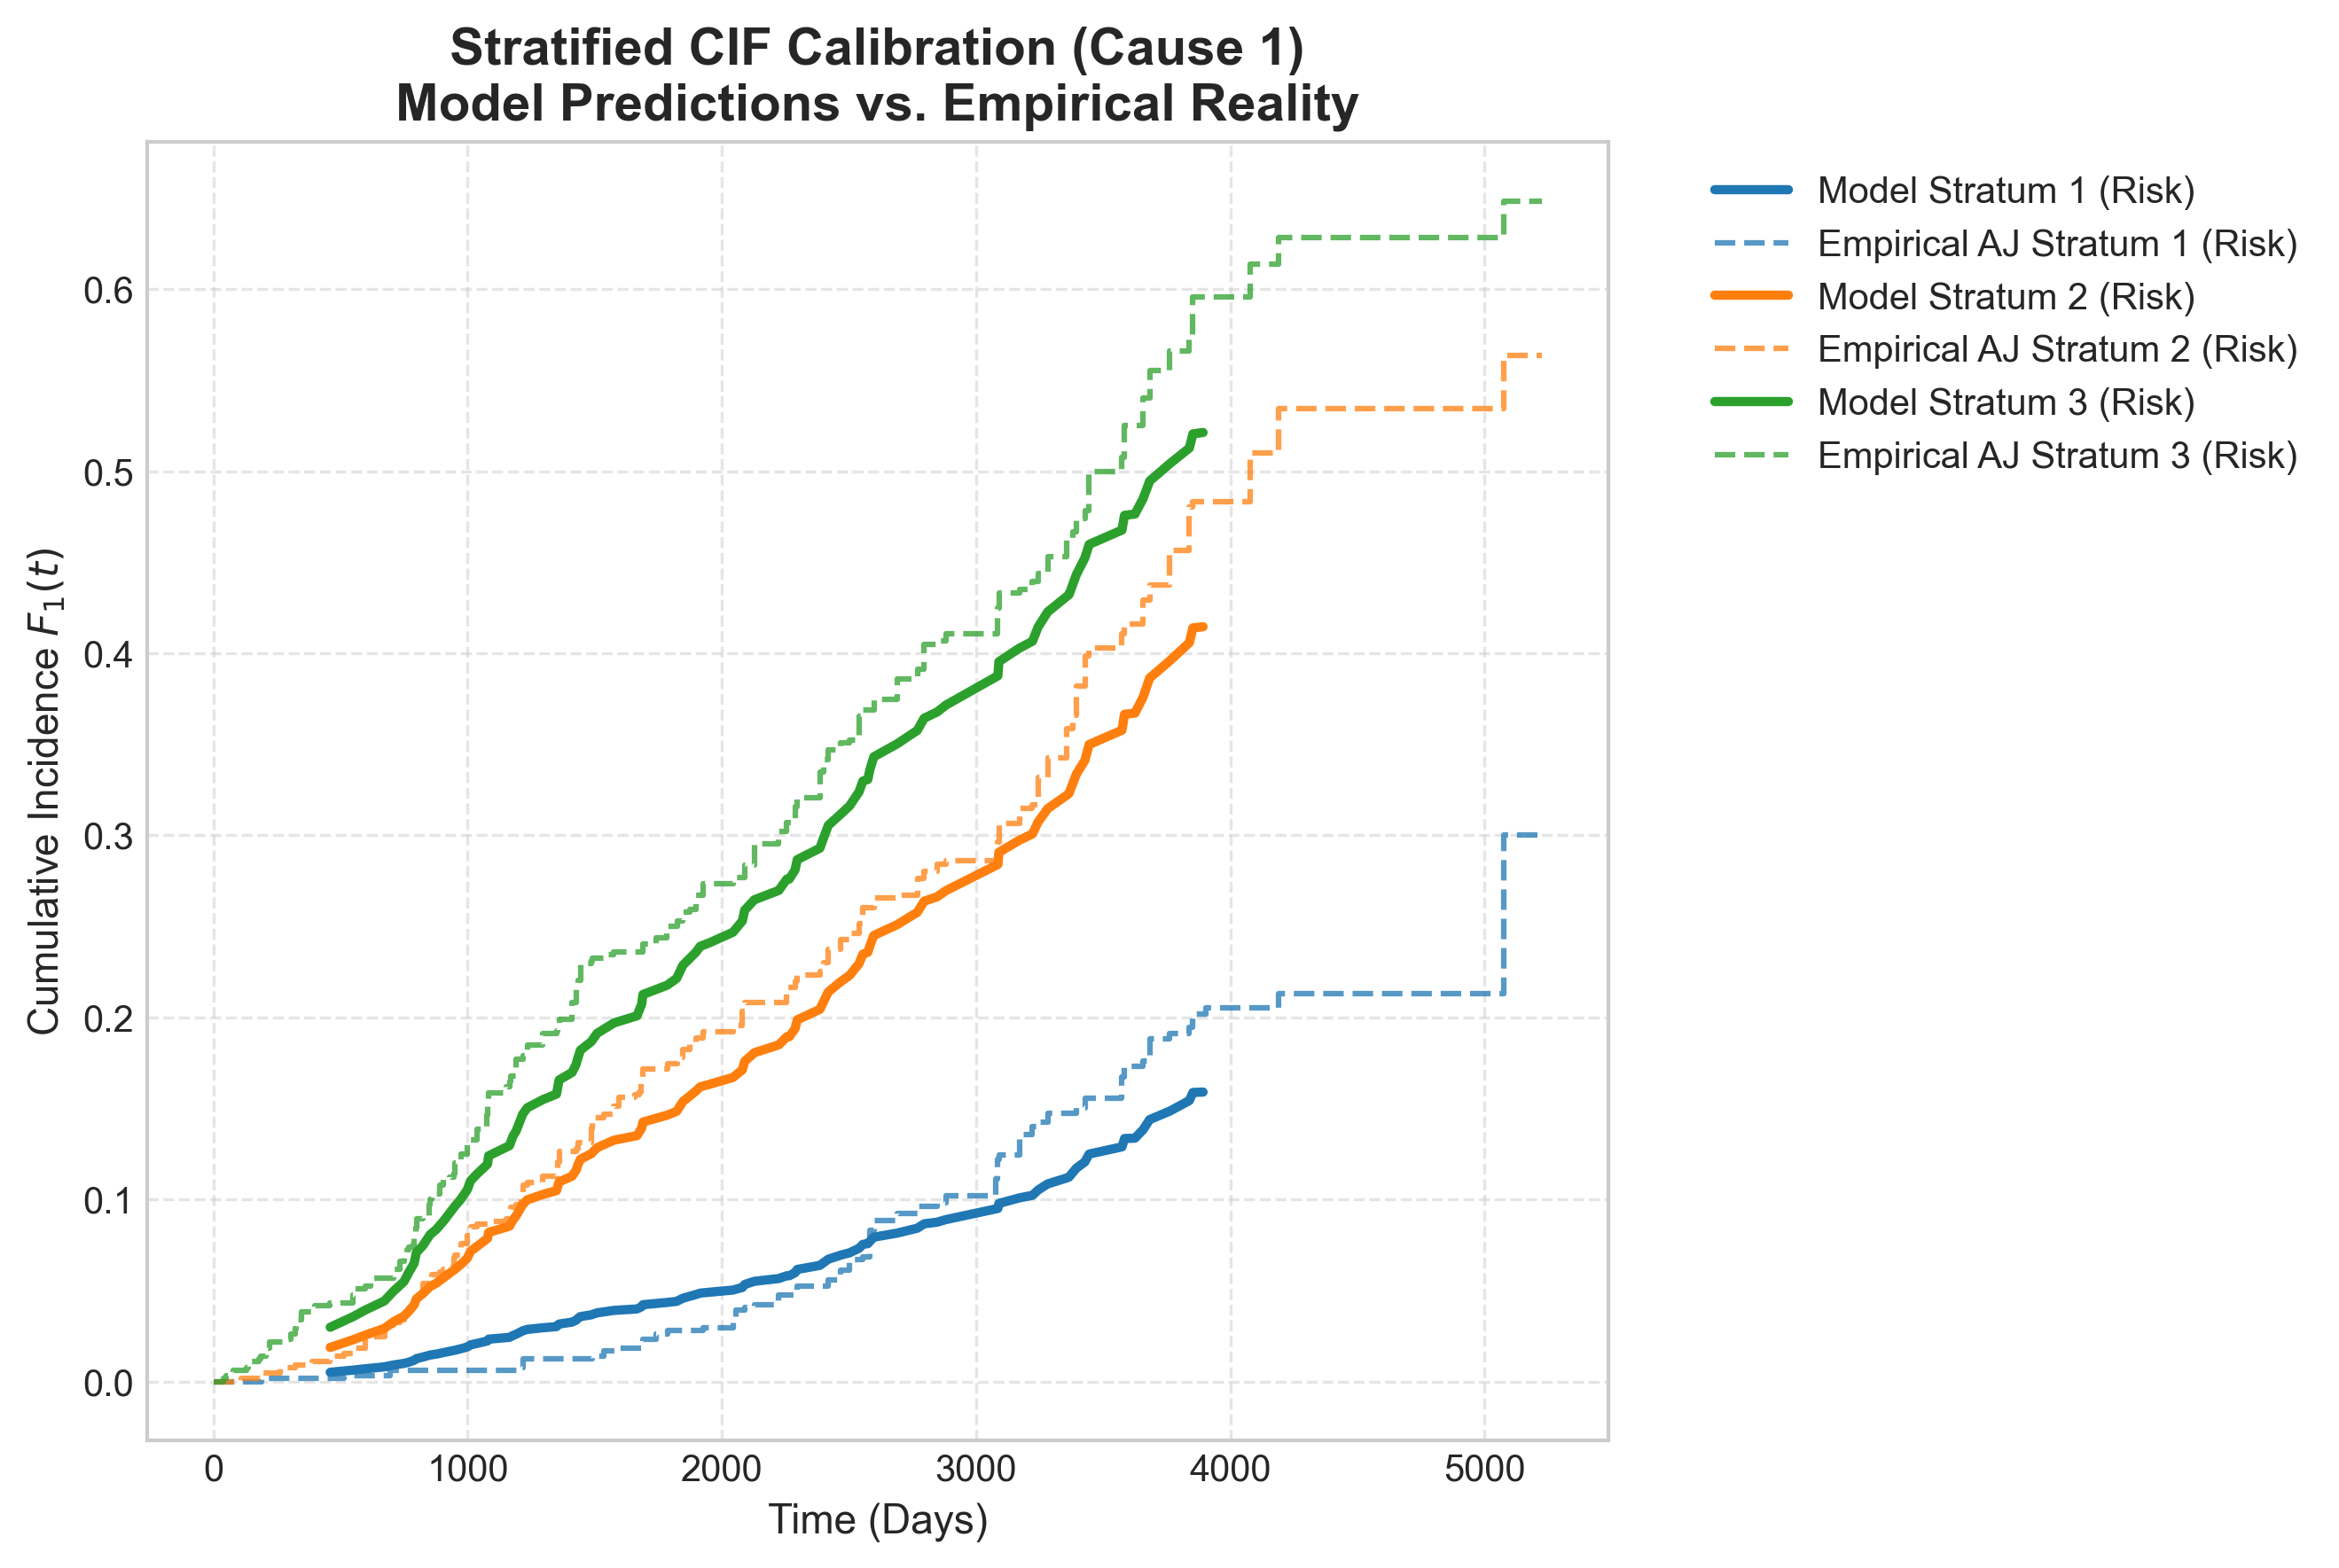 Stratified CIF Calibration (Cause 1)
Model Predictions vs. Empirical Reality
Cumulative Incidence F₁(t)
0.6
0.5
0.4
0.3
0.2
0.1
0.0
0 1000 2000 3000 4000 5000
Time (Days)
Model Stratum 1 (Risk)
Empirical AJ Stratum 1 (Risk)
Model Stratum 2 (Risk)
Empirical AJ Stratum 2 (Risk)
Model Stratum 3 (Risk)
Empirical AJ Stratum 3 (Risk)